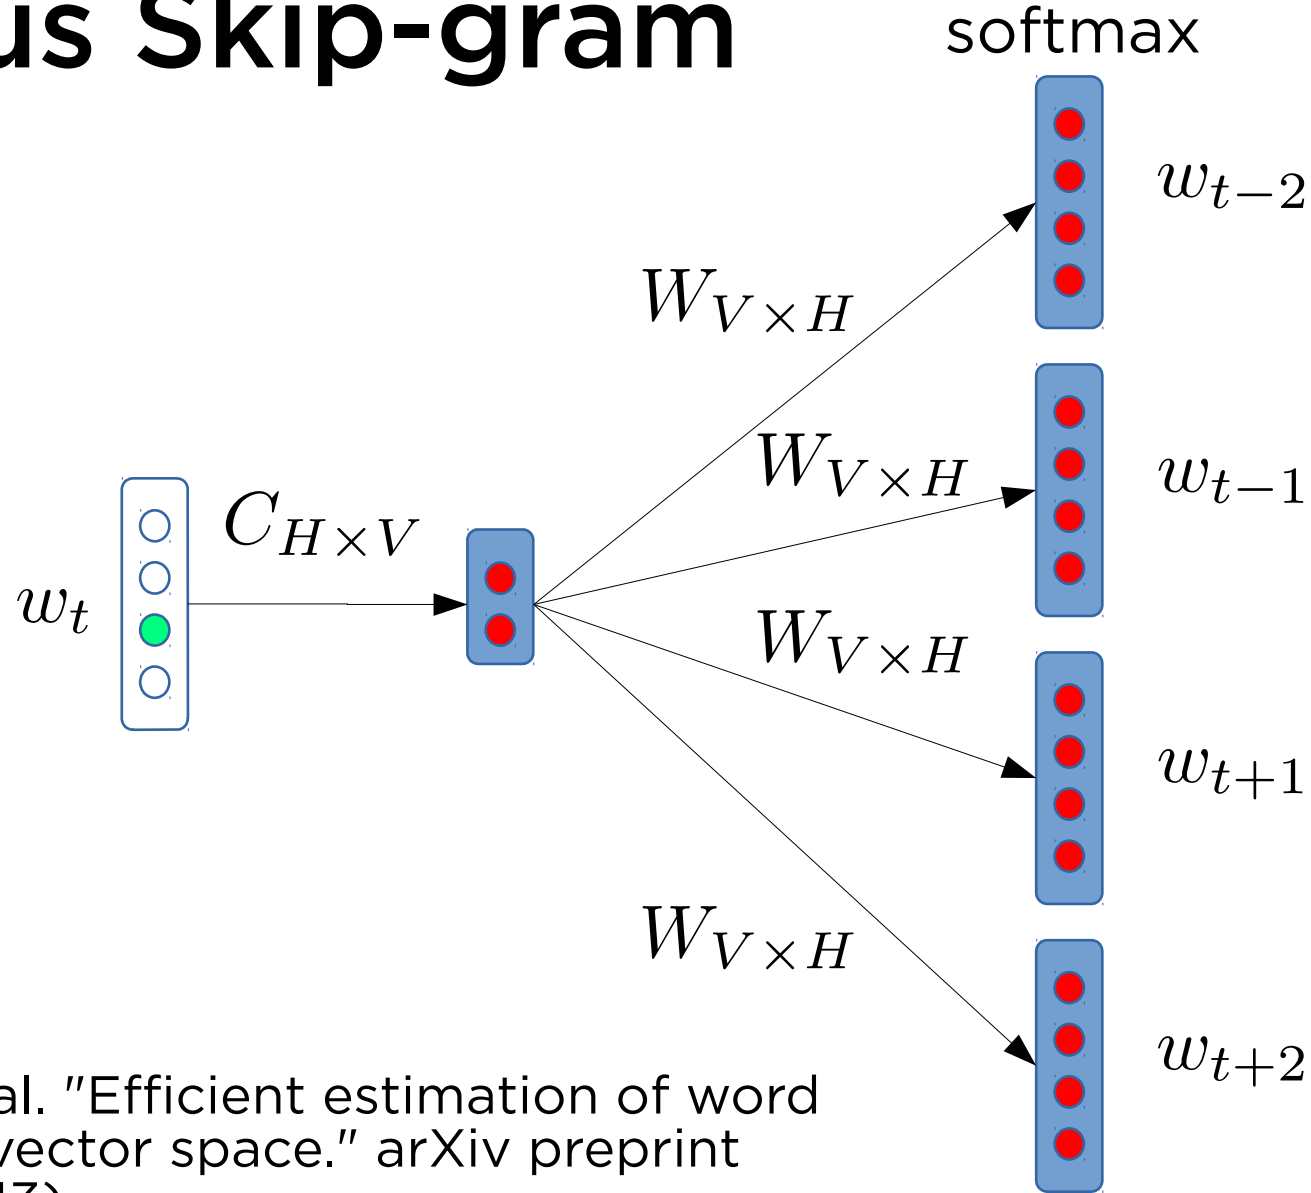 us Skip-gram
softmax
w_{t-2}
W_{V×H}
W_{V×H}
w_{t-1}
C_{H×V}
w_t
W_{V×H}
w_{t+1}
W_{V×H}
w_{t+2}
al. "Efficient estimation of word
vector space." arXiv preprint